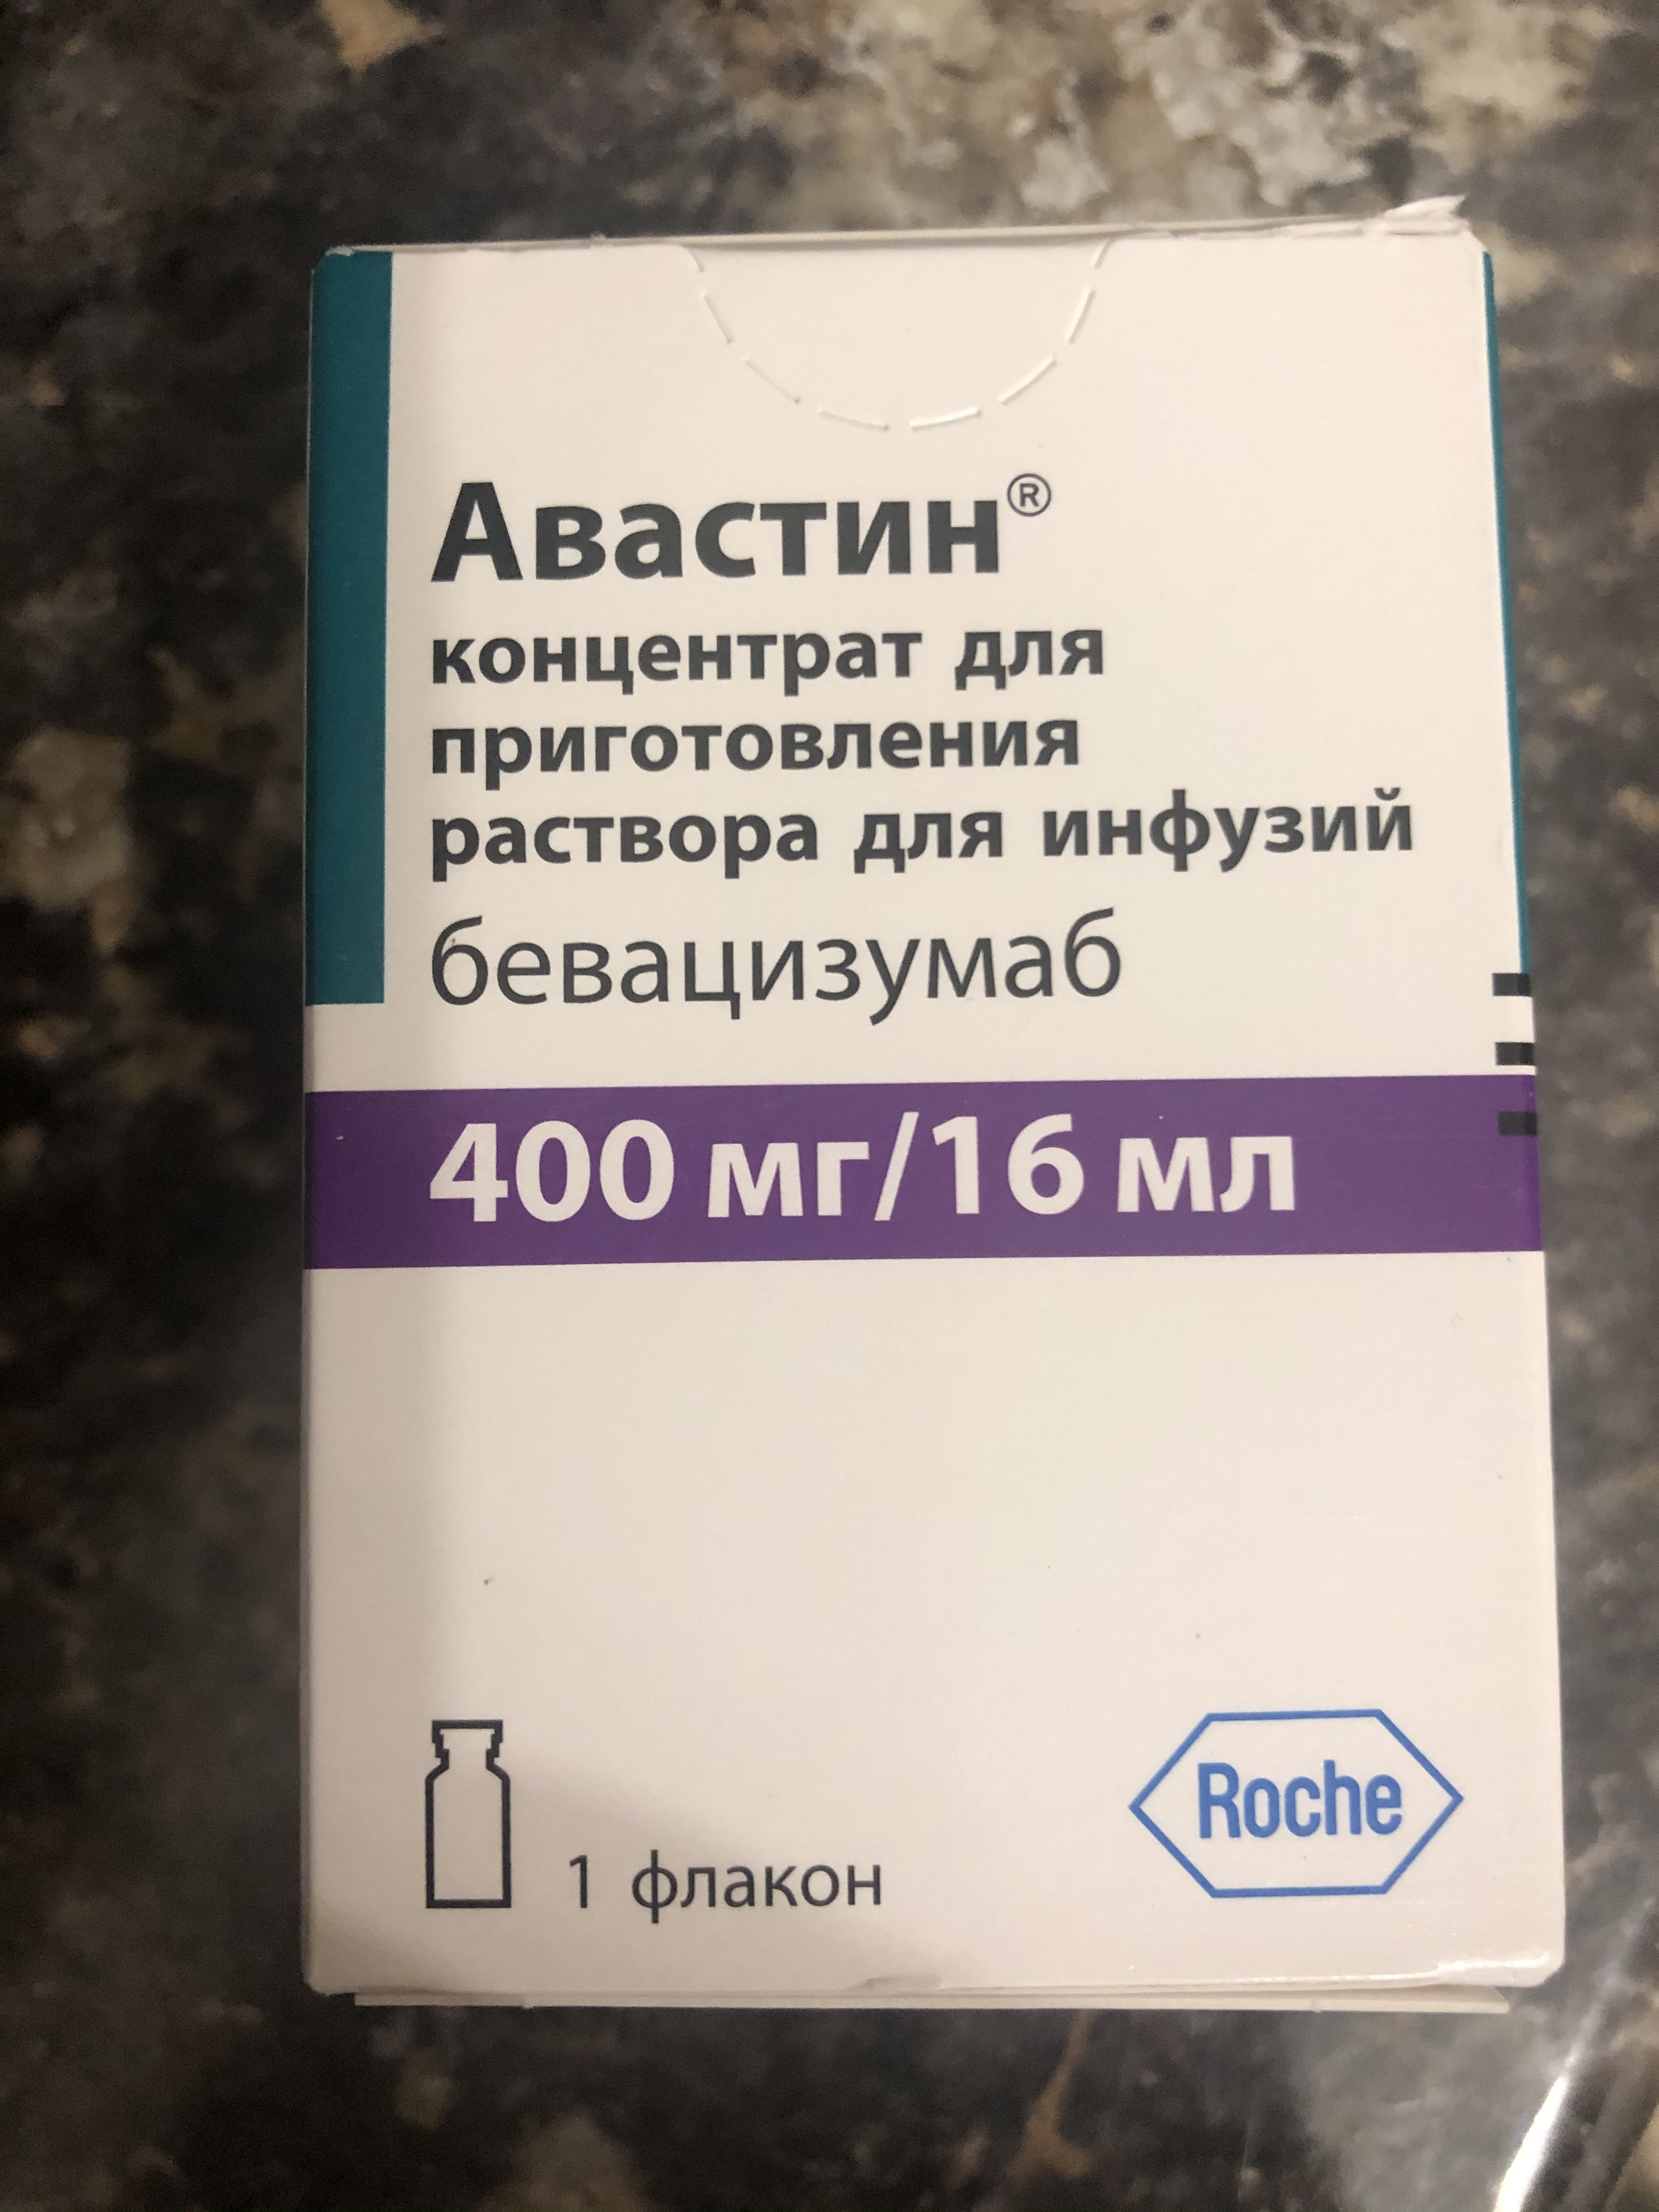 Авастин®
концентрат для
приготовления
раствора для инфузий
бевацизумаб
400 мг/16 мл
1 флакон
Roche